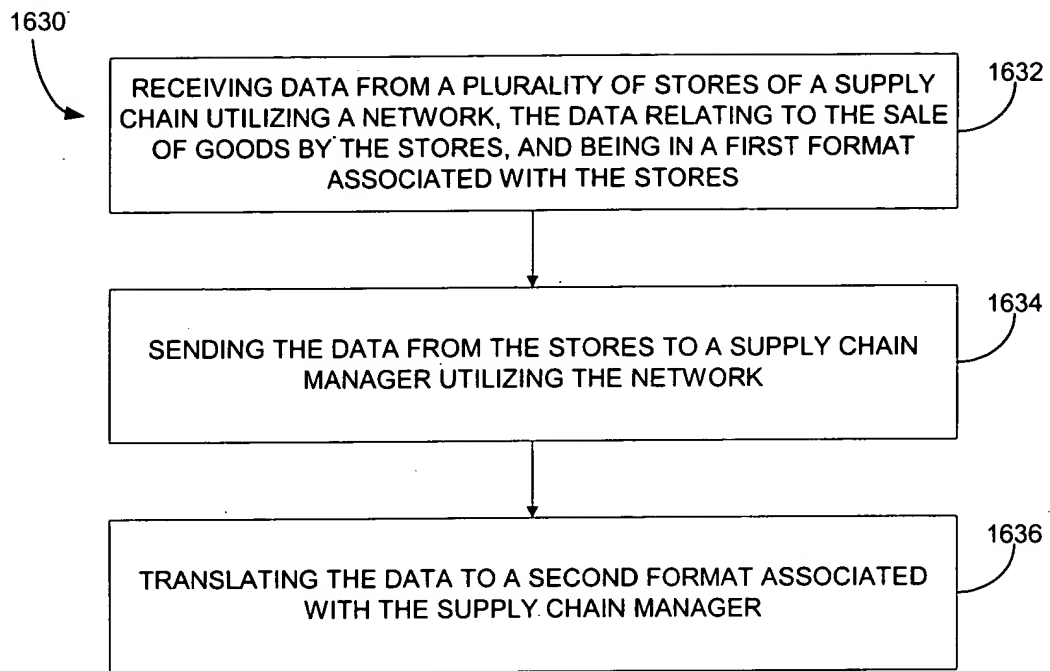 1630
RECEIVING DATA FROM A PLURALITY OF STORES OF A SUPPLY
CHAIN UTILIZING A NETWORK, THE DATA RELATING TO THE SALE
OF GOODS BY THE STORES, AND BEING IN A FIRST FORMAT
ASSOCIATED WITH THE STORES
1632
SENDING THE DATA FROM THE STORES TO A SUPPLY CHAIN
MANAGER UTILIZING THE NETWORK
1634
TRANSLATING THE DATA TO A SECOND FORMAT ASSOCIATED
WITH THE SUPPLY CHAIN MANAGER
1636